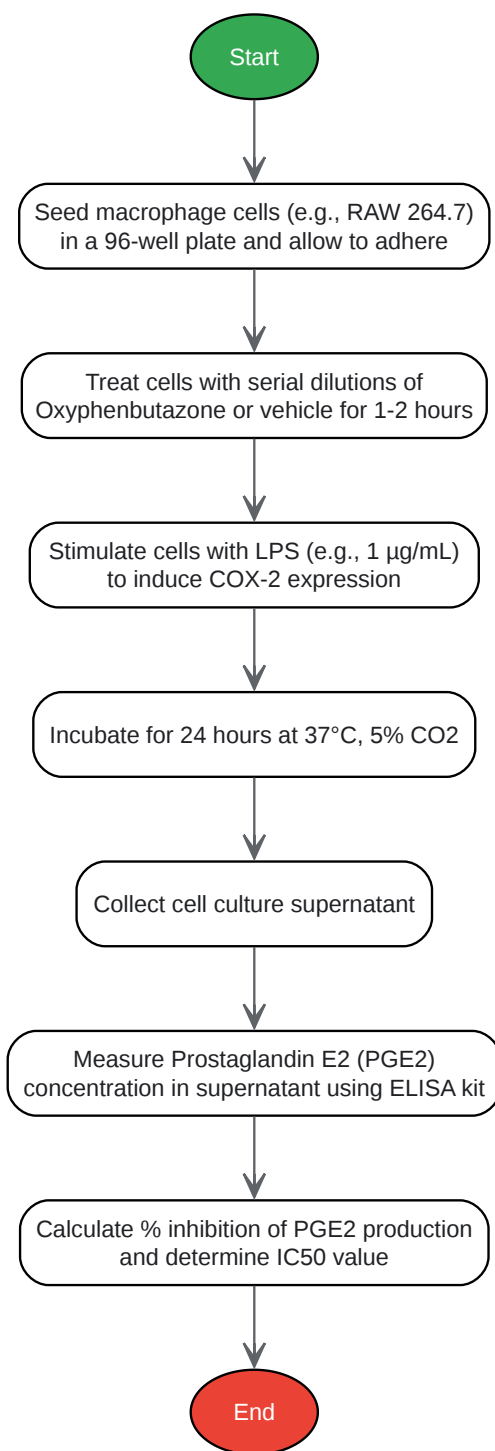 Start
Seed macrophage cells (e.g., RAW 264.7)
in a 96-well plate and allow to adhere
Treat cells with serial dilutions of
Oxyphenbutazone or vehicle for 1-2 hours
Stimulate cells with LPS (e.g., 1 µg/mL)
to induce COX-2 expression
Incubate for 24 hours at 37°C, 5% CO2
Collect cell culture supernatant
Measure Prostaglandin E2 (PGE2)
concentration in supernatant using ELISA kit
Calculate % inhibition of PGE2 production
and determine IC50 value
End